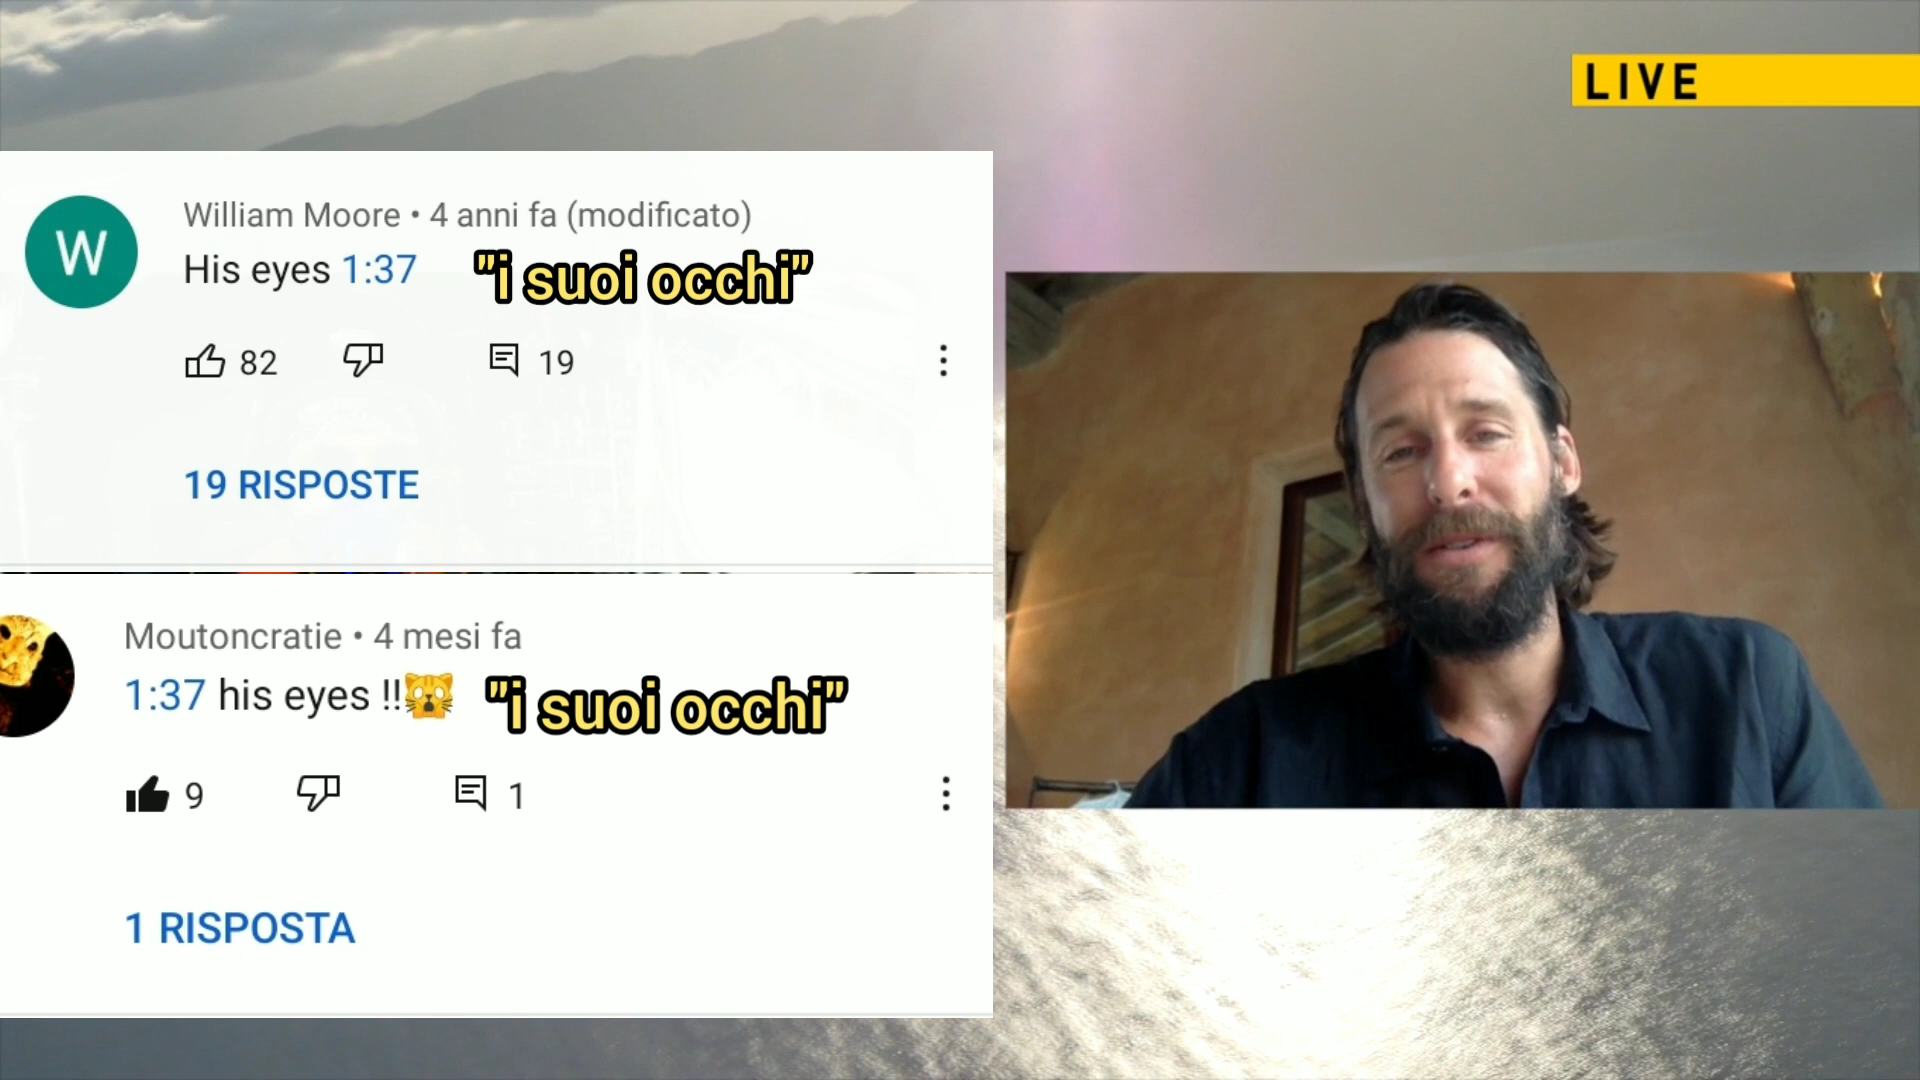 LIVE
W
William Moore • 4 anni fa (modificato)
His eyes 1:37
"i suoi occhi"
82
19
19 RISPOSTE
Moutoncratie • 4 mesi fa
1:37 his eyes !!🙀
"i suoi occhi"
9
1
1 RISPOSTA